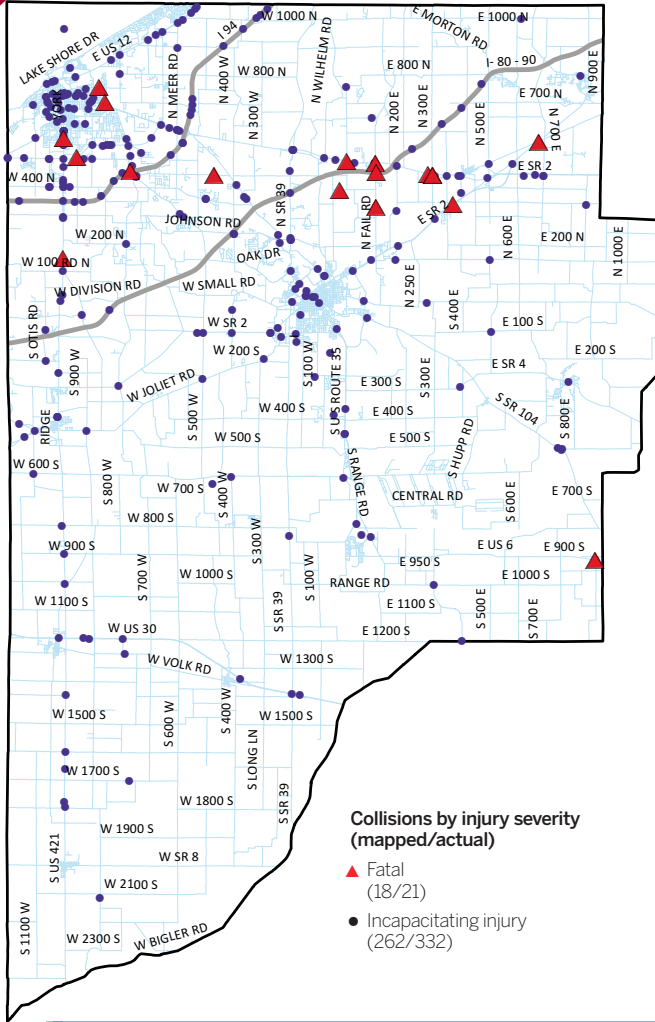 W 1000 N
E 1000 N
LAKE SHORE DR
E US 12
I 94
E MORTON RD
N MEER RD
N 400 W
W 800 N
N WILHELM RD
E 800 N
I- 80 - 90
N 900 E
YORK
N 300 W
N 200 E
N 300 E
N 500 E
E 700 N
N 700 E
W 400 N
E SR 2
N SR 39
JOHNSON RD
N FAIL RD
E SR 2
W 200 N
OAK DR
N 600 E
E 200 N
N 1000 E
W 100 RD N
W DIVISION RD
W SMALL RD
N 250 E
S 400 E
S OTIS RD
W SR 2
E 100 S
W 200 S
S 100 W
S US ROUTE 35
E SR 4
E 200 S
S 900 W
W JOLIET RD
S 500 W
E 300 S
S 300 E
S SR 104
W 400 S
E 400 S
S 800 E
RIDGE
W 500 S
E 500 S
S HUPP RD
W 600 S
S 800 W
W 700 S
S 400 W
S RANGE RD
CENTRAL RD
S 600 E
E 700 S
W 800 S
S 300 W
W 900 S
E US 6
E 900 S
S 700 W
W 1000 S
S 100 W
E 950 S
E 1000 S
RANGE RD
W 1100 S
S SR 39
E 1100 S
S 500 E
S 700 E
W US 30
E 1200 S
W VOLK RD
W 1300 S
W 1500 S
S 600 W
S 400 W
W 1500 S
S LONG LN
W 1700 S
S SR 39
W 1800 S
W 1900 S
S US 421
W SR 8
W 2100 S
S 1100 W
W 2300 S
W BIGLER RD
Collisions by injury severity
(mapped/actual)
Fatal
(18/21)
Incapacitating injury
(262/332)